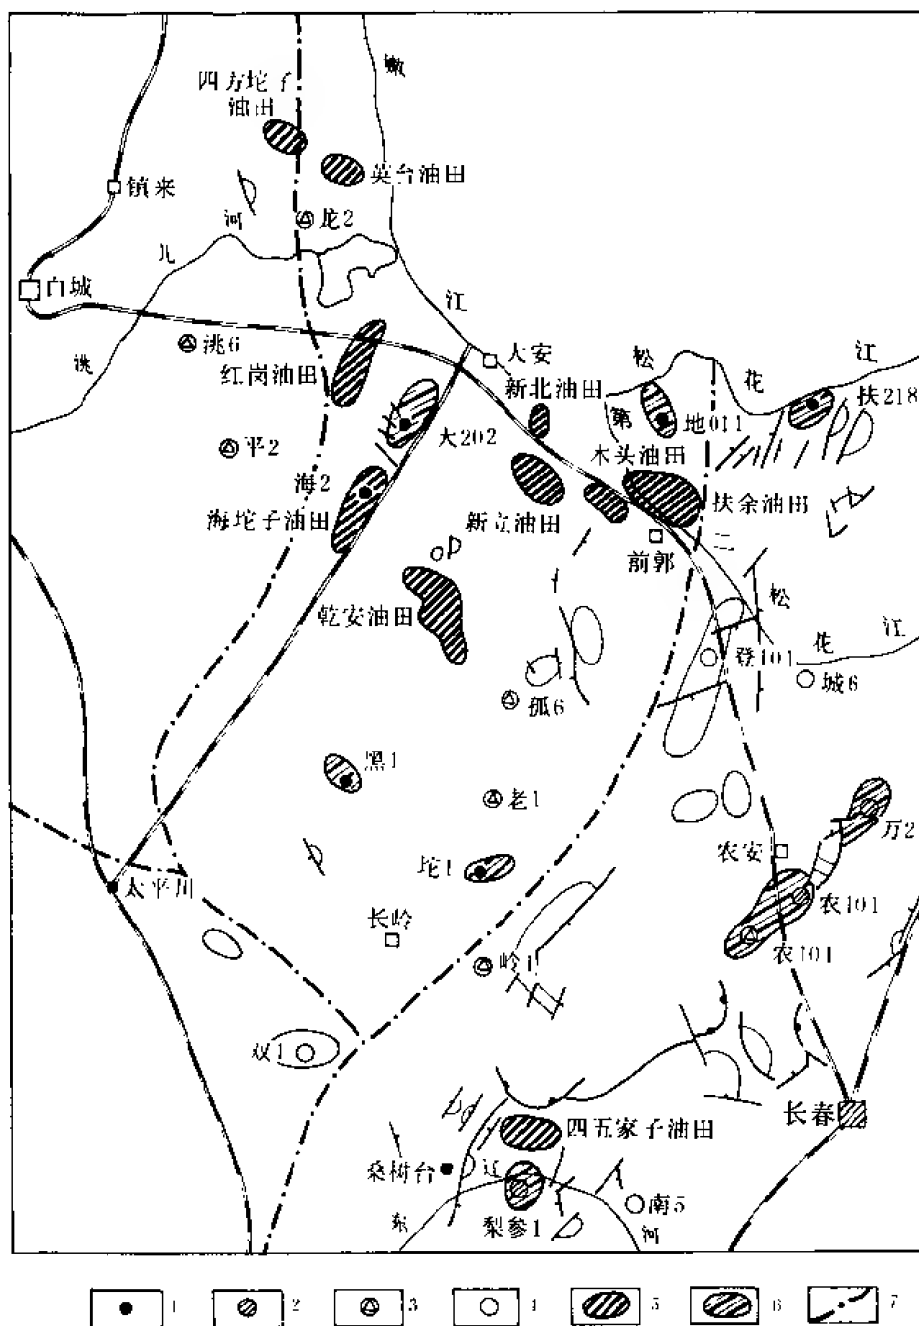 嫩
四方坨子
油田
英台油田
镇来
河
龙2
儿
白城
江
洮
洮6
红岗油田
大安
新北油田
松
花
江
第
地011
扶218
大202
平2
木头油田
海2
海坨子油田
新立油田
扶余油田
前郭
二
乾安油田
松
花
江
登101
城6
孤6
黑1
老1
万2
农安
坨1
太平川
农101
长岭
农101
岭1
双1
长春
四五家子油田
桑树台
辽
南5
东
梨参1
河
1
2
3
4
5
6
7